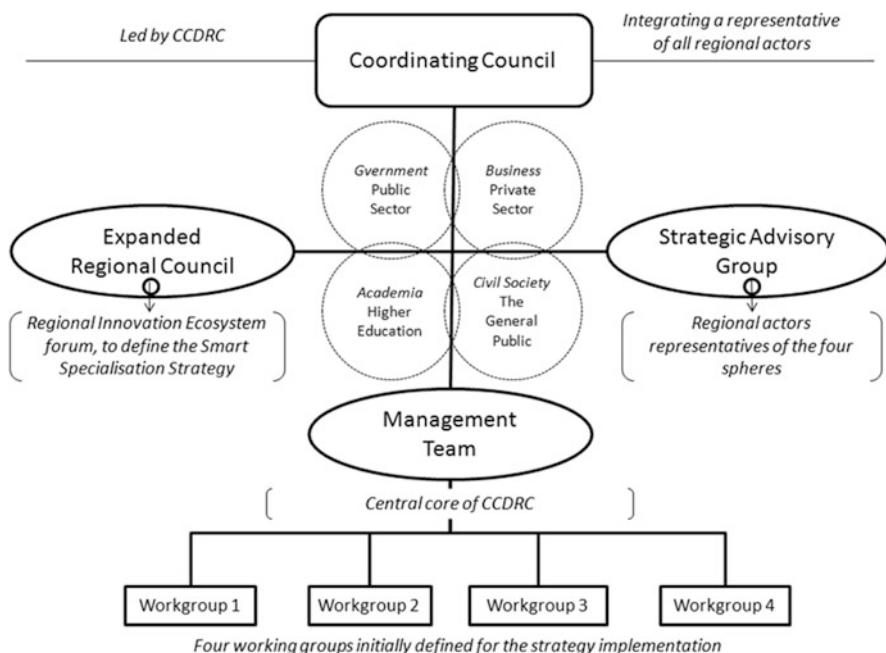 Led by CCDRC
Coordinating Council
Integrating a representative
of all regional actors
Gvernment
Public
Sector
Business
Private
Sector
Expanded
Regional Council
Strategic Advisory
Group
Academia
Higher
Education
Civil Society
The
General
Public
Regional Innovation Ecosystem
forum, to define the Smart
Specialisation Strategy
Regional actors
representatives of the four
spheres
Management
Team
Central core of CCDRC
Workgroup 1
Workgroup 2
Workgroup 3
Workgroup 4
Four working groups initially defined for the strategy implementation